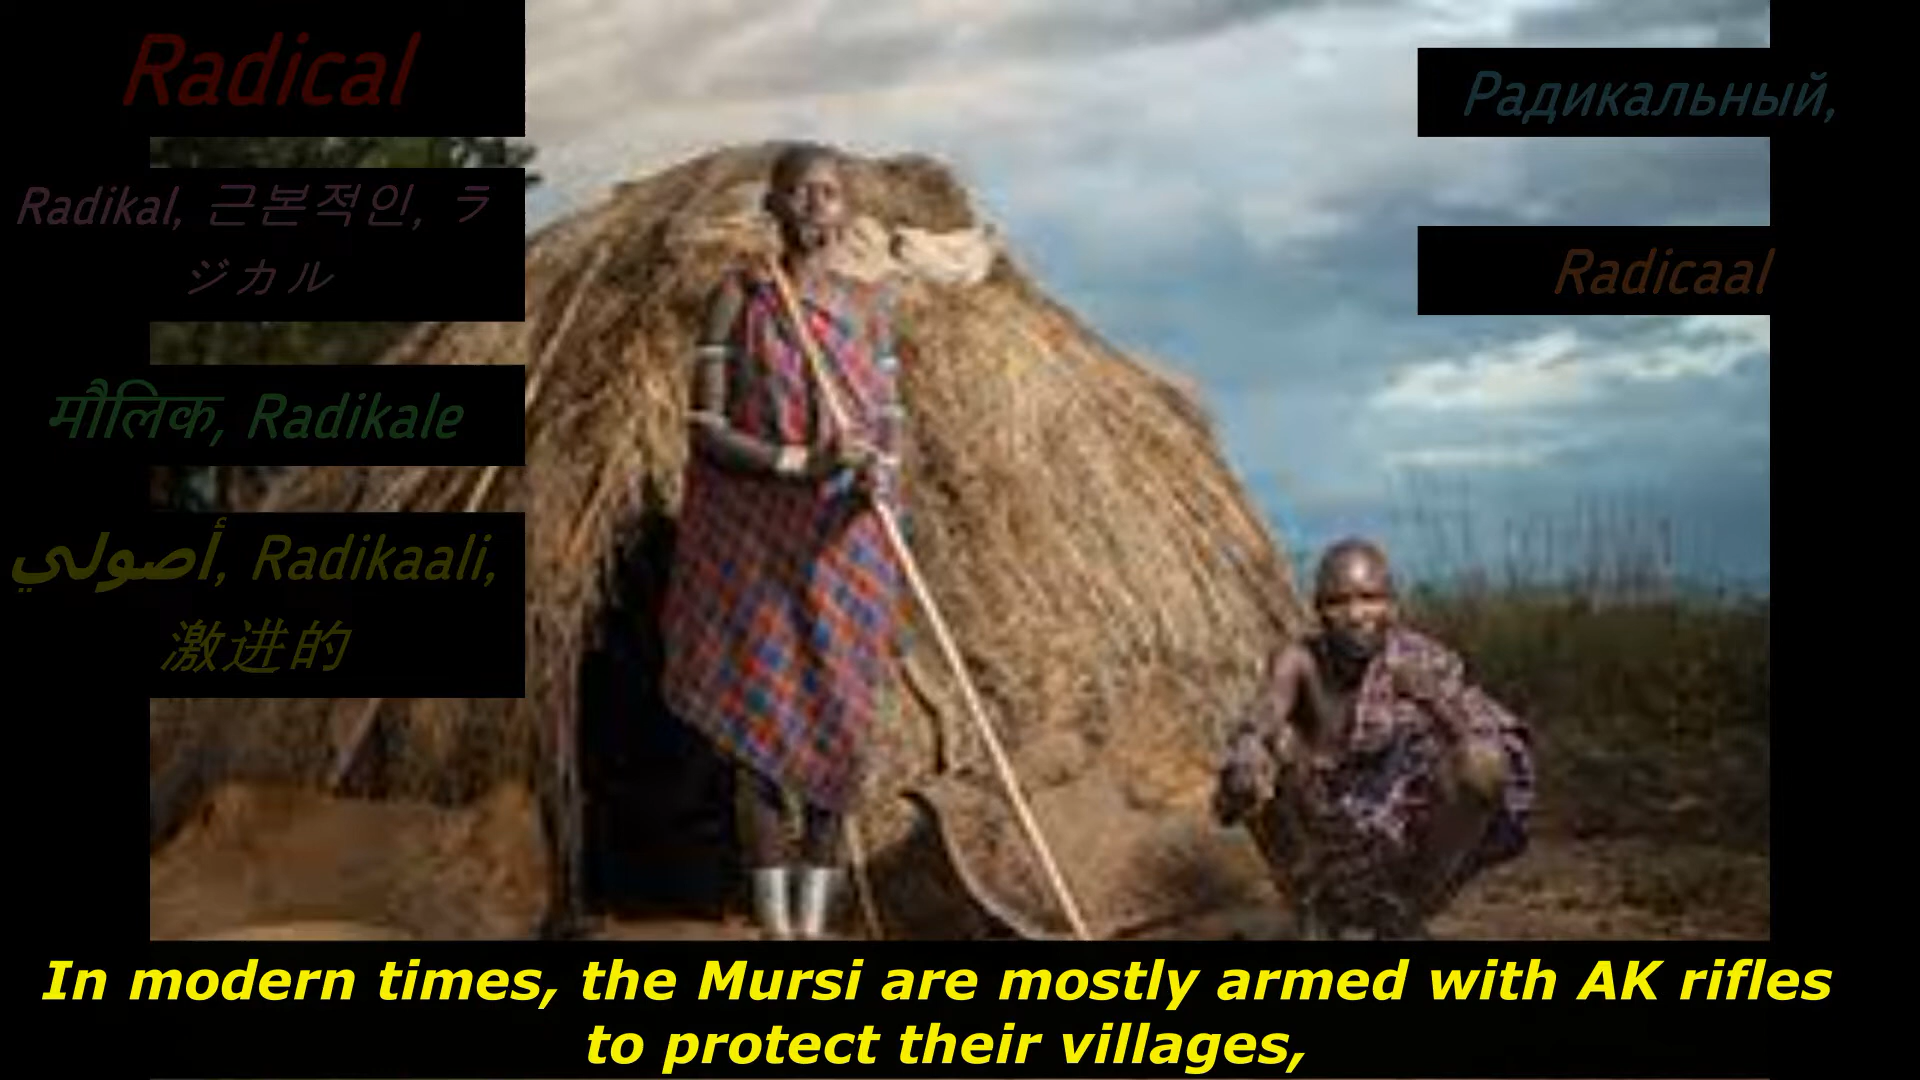 Radical
Radikal, 근본적인, ラ
ジカル
मौलिक, Radikale
أصولي, Radikaali,
激进的
Радикальный,
Radicaal
In modern times, the Mursi are mostly armed with AK rifles
to protect their villages,